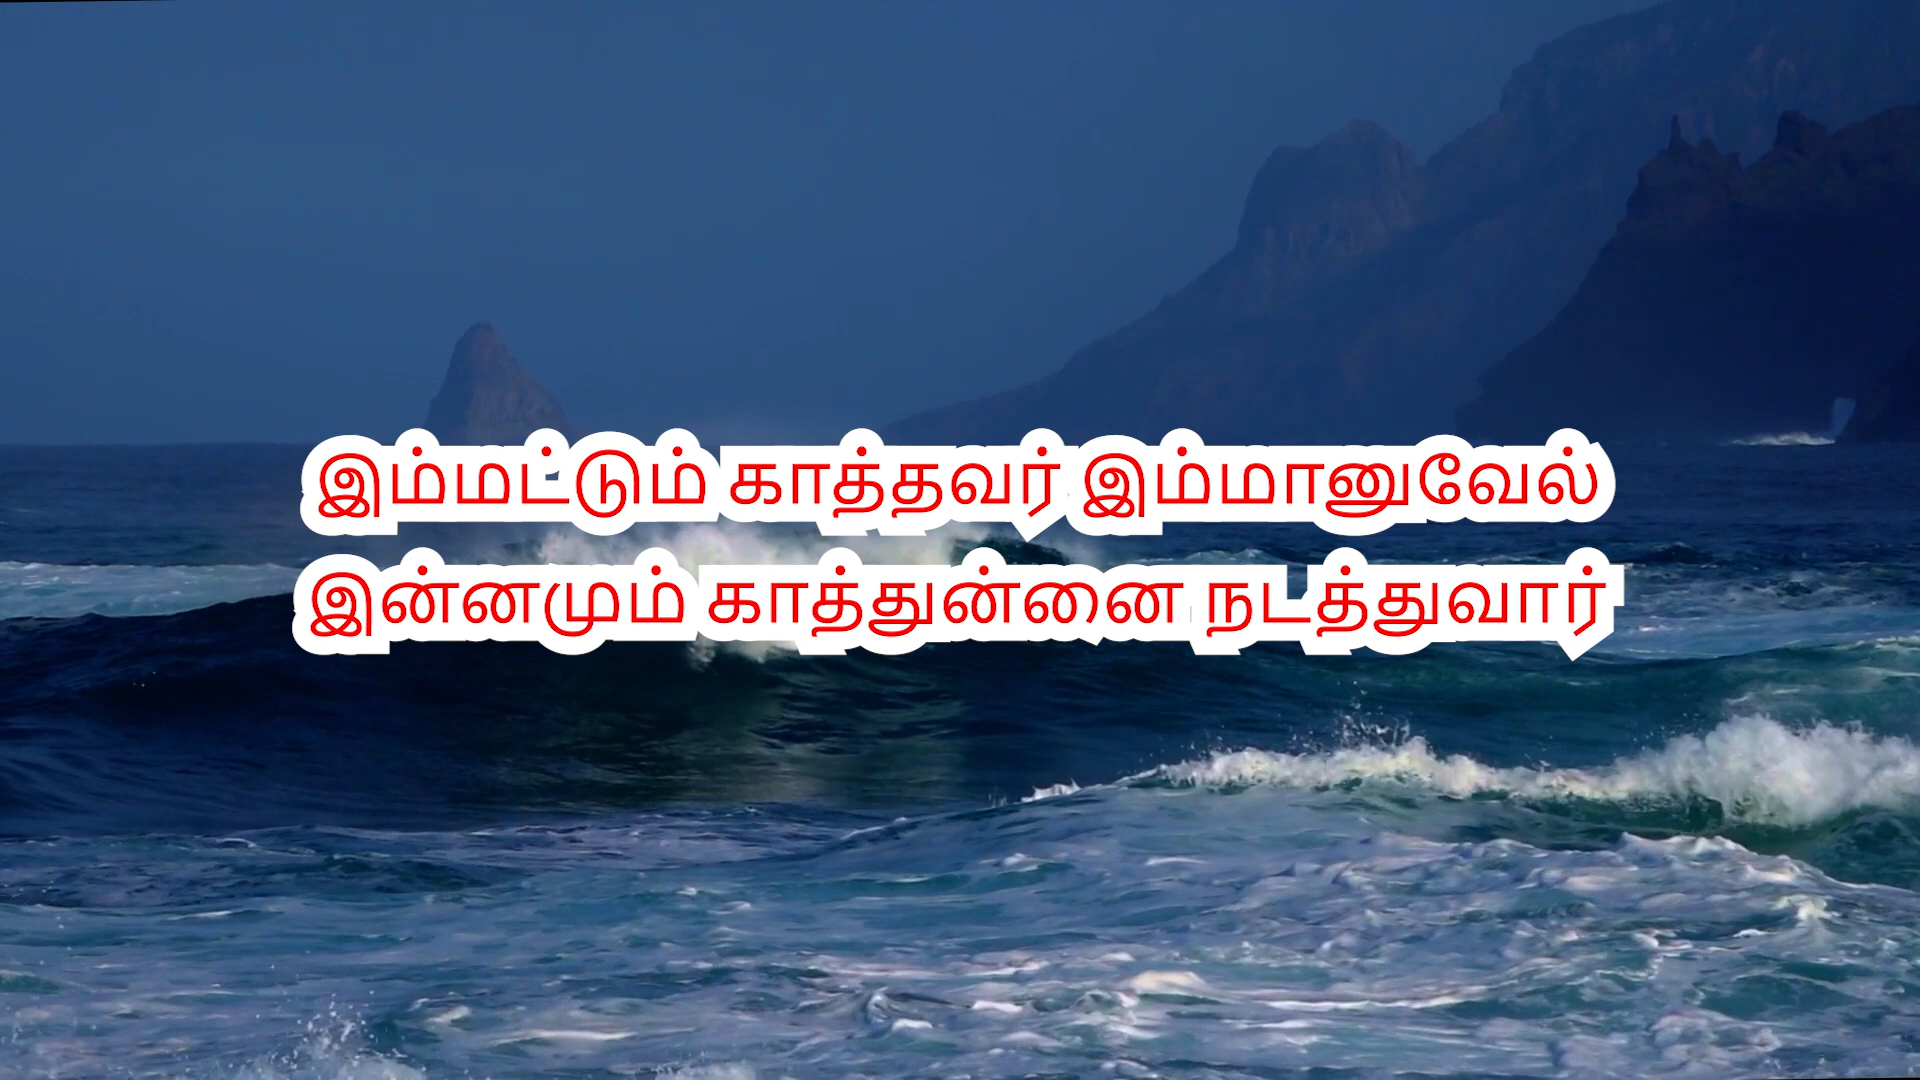 இம்மட்டும் காத்தவர் இம்மானுவேல்
இன்னமும் காத்துன்னை நடத்துவார்